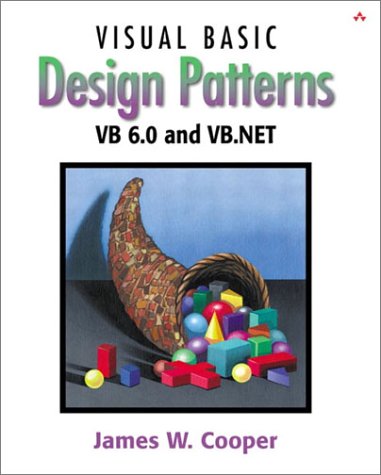 VISUAL BASIC
Design Patterns
VB 6.0 and VB.NET
James W. Cooper